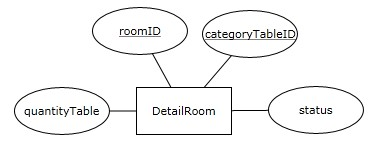 roomID
categoryTableID
quantityTable
DetailRoom
status